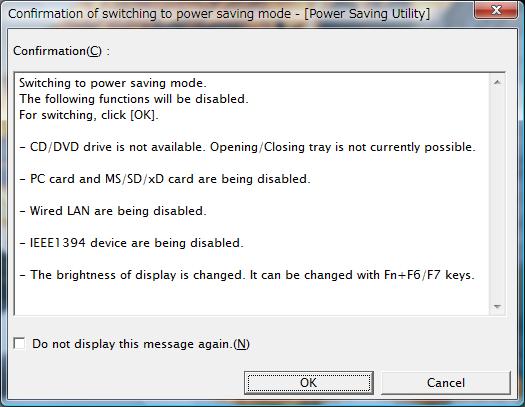 Confirmation of switching to power saving mode - [Power Saving Utility]
Confirmation(C) :
Switching to power saving mode.
The following functions will be disabled.
For switching, click [OK].
- CD/DVD drive is not available. Opening/Closing tray is not currently possible.
- PC card and MS/SD/xD card are being disabled.
- Wired LAN are being disabled.
- IEEE1394 device are being disabled.
- The brightness of display is changed. It can be changed with Fn+F6/F7 keys.
Do not display this message again.(N)
OK
Cancel